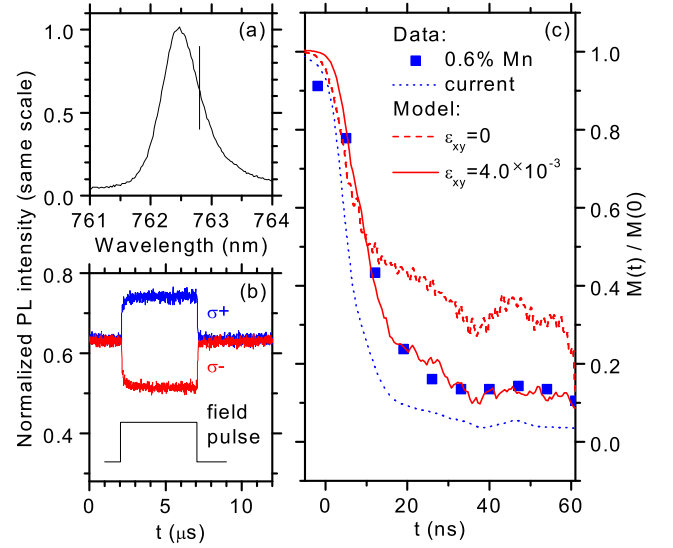 Normalized PL intensity (same scale)
(a)
1.0
0.5
0.0
761 762 763 764
Wavelength (nm)
(b)
0.8
0.6
0.4
σ+
σ-
field
pulse
0 5 10
t (μs)
(c)
Data:
0.6% Mn
current
Model:
ε_xy=0
ε_xy=4.0×10⁻³
1.0
0.8
0.6
0.4
0.2
0.0
M(t) / M(0)
0 20 40 60
t (ns)